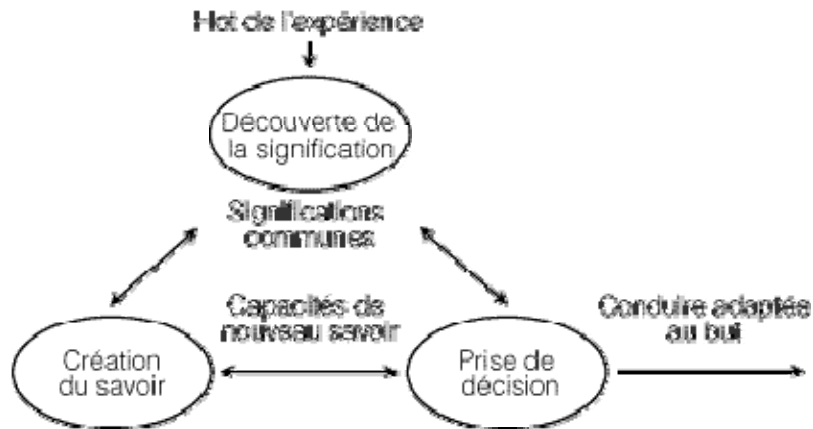 Flot de l'expérience
Découverte de
la signification
Significations
communes
Capacités de
nouveau savoir
Conduire adaptée
au but
Création
du savoir
Prise de
décision